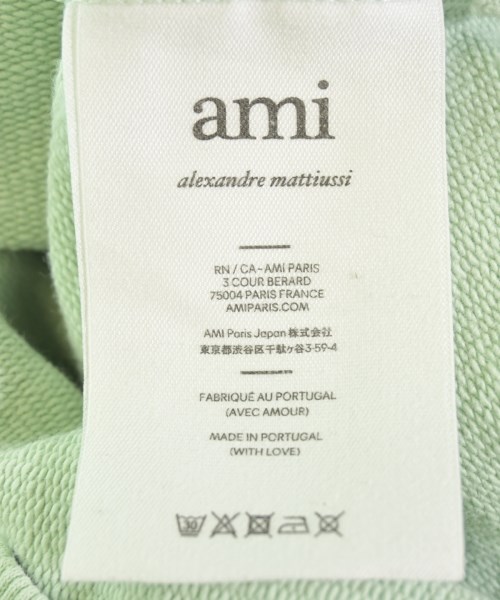 ami
alexandre mattiussi
RN / CA-AMI PARIS
3 COUR BERARD
75004 PARIS FRANCE
AMIPARIS.COM
AMI Paris Japan 株式会社
東京都渋谷区千駄ヶ谷3-59-4
FABRIQUÉ AU PORTUGAL
(AVEC AMOUR)
MADE IN PORTUGAL
(WITH LOVE)
30